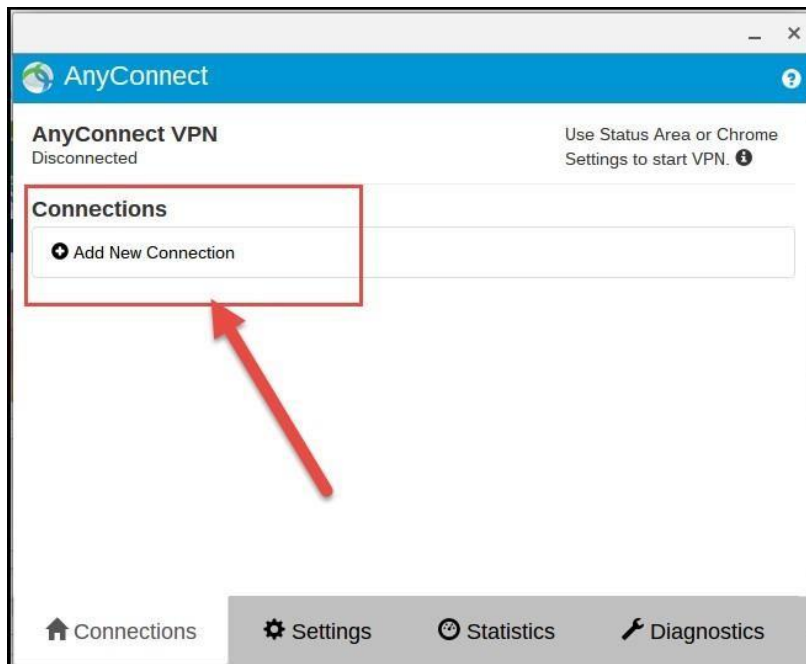 AnyConnect
AnyConnect VPN
Disconnected
Use Status Area or Chrome
Settings to start VPN.
Connections
Add New Connection
Connections
Settings
Statistics
Diagnostics